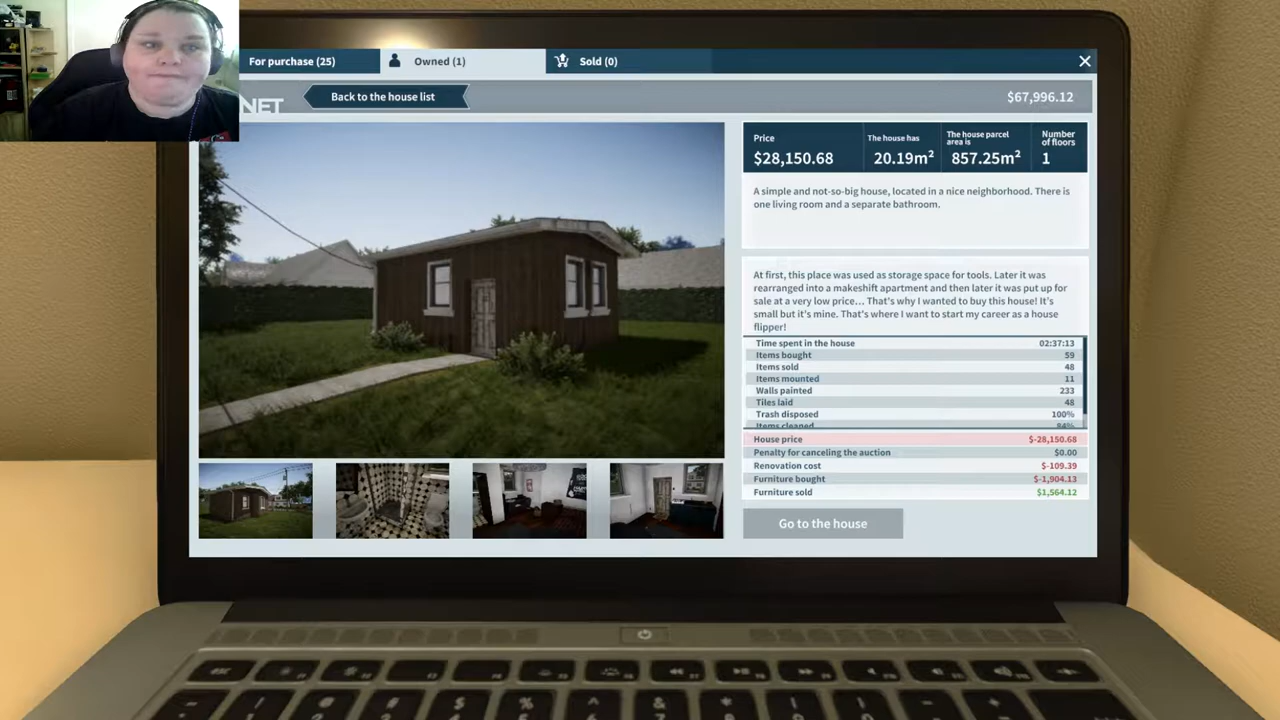 For purchase (25)
Owned (1)
Sold (0)
NET
Back to the house list
$67,996.12
Price
$28,150.68
The house has
20.19m²
The house parcel
area is
857.25m²
Number
of floors
1
A simple and not-so-big house, located in a nice neighborhood. There is
one living room and a separate bathroom.
At first, this place was used as storage space for tools. Later it was
rearranged into a makeshift apartment and then later it was put up for
sale at a very low price... That's why I wanted to buy this house! It's
small but it's mine. That's where I want to start my career as a house
flipper!
Time spent in the house 02:37:13
Items bought 59
Items sold 48
Items mounted 11
Walls painted 233
Tiles laid 48
Trash disposed 100%
Items cleaned 84%
House price $-28,150.68
Penalty for canceling the auction $0.00
Renovation cost $-109.39
Furniture bought $-1,904.13
Furniture sold $1,564.12
Go to the house